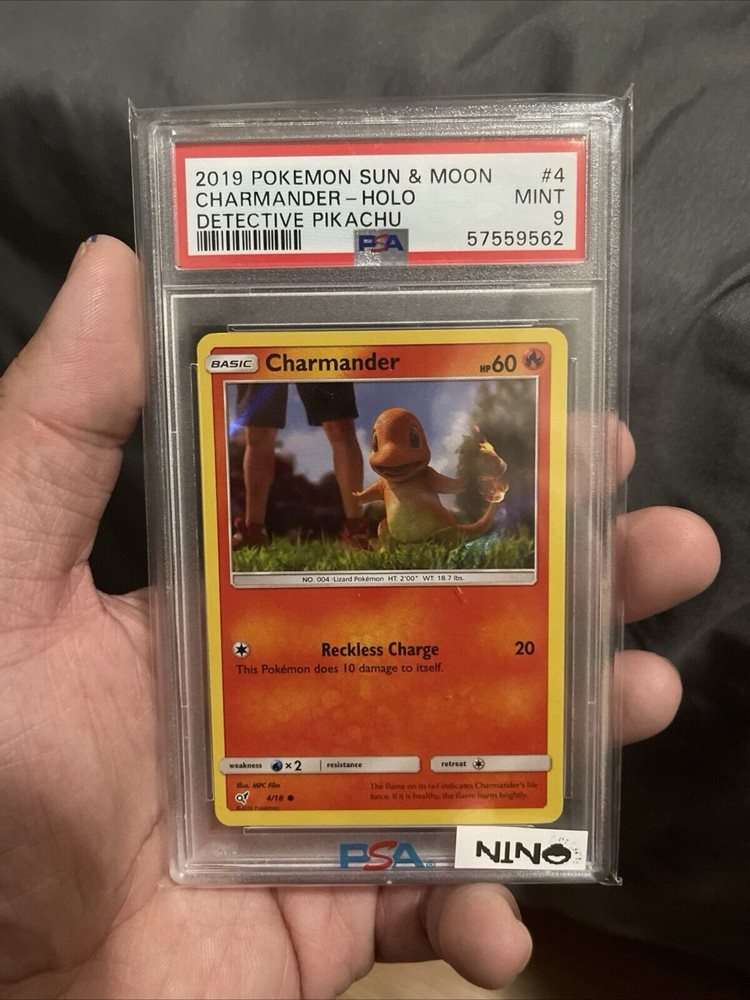 2019 POKEMON SUN & MOON #4
CHARMANDER - HOLO MINT
DETECTIVE PIKACHU 9
PSA 57559562
BASIC Charmander HP60
NO. 004 Lizard Pokémon HT: 2'00" WT: 18.7 lbs.
Reckless Charge 20
This Pokémon does 10 damage to itself.
weakness ×2 resistance retreat
Illus. MPC Film
The flame on its tail indicates Charmander's life
force. If it is healthy, the flame burns brightly.
4/18
©2019 Pokémon
PSA®
NINO